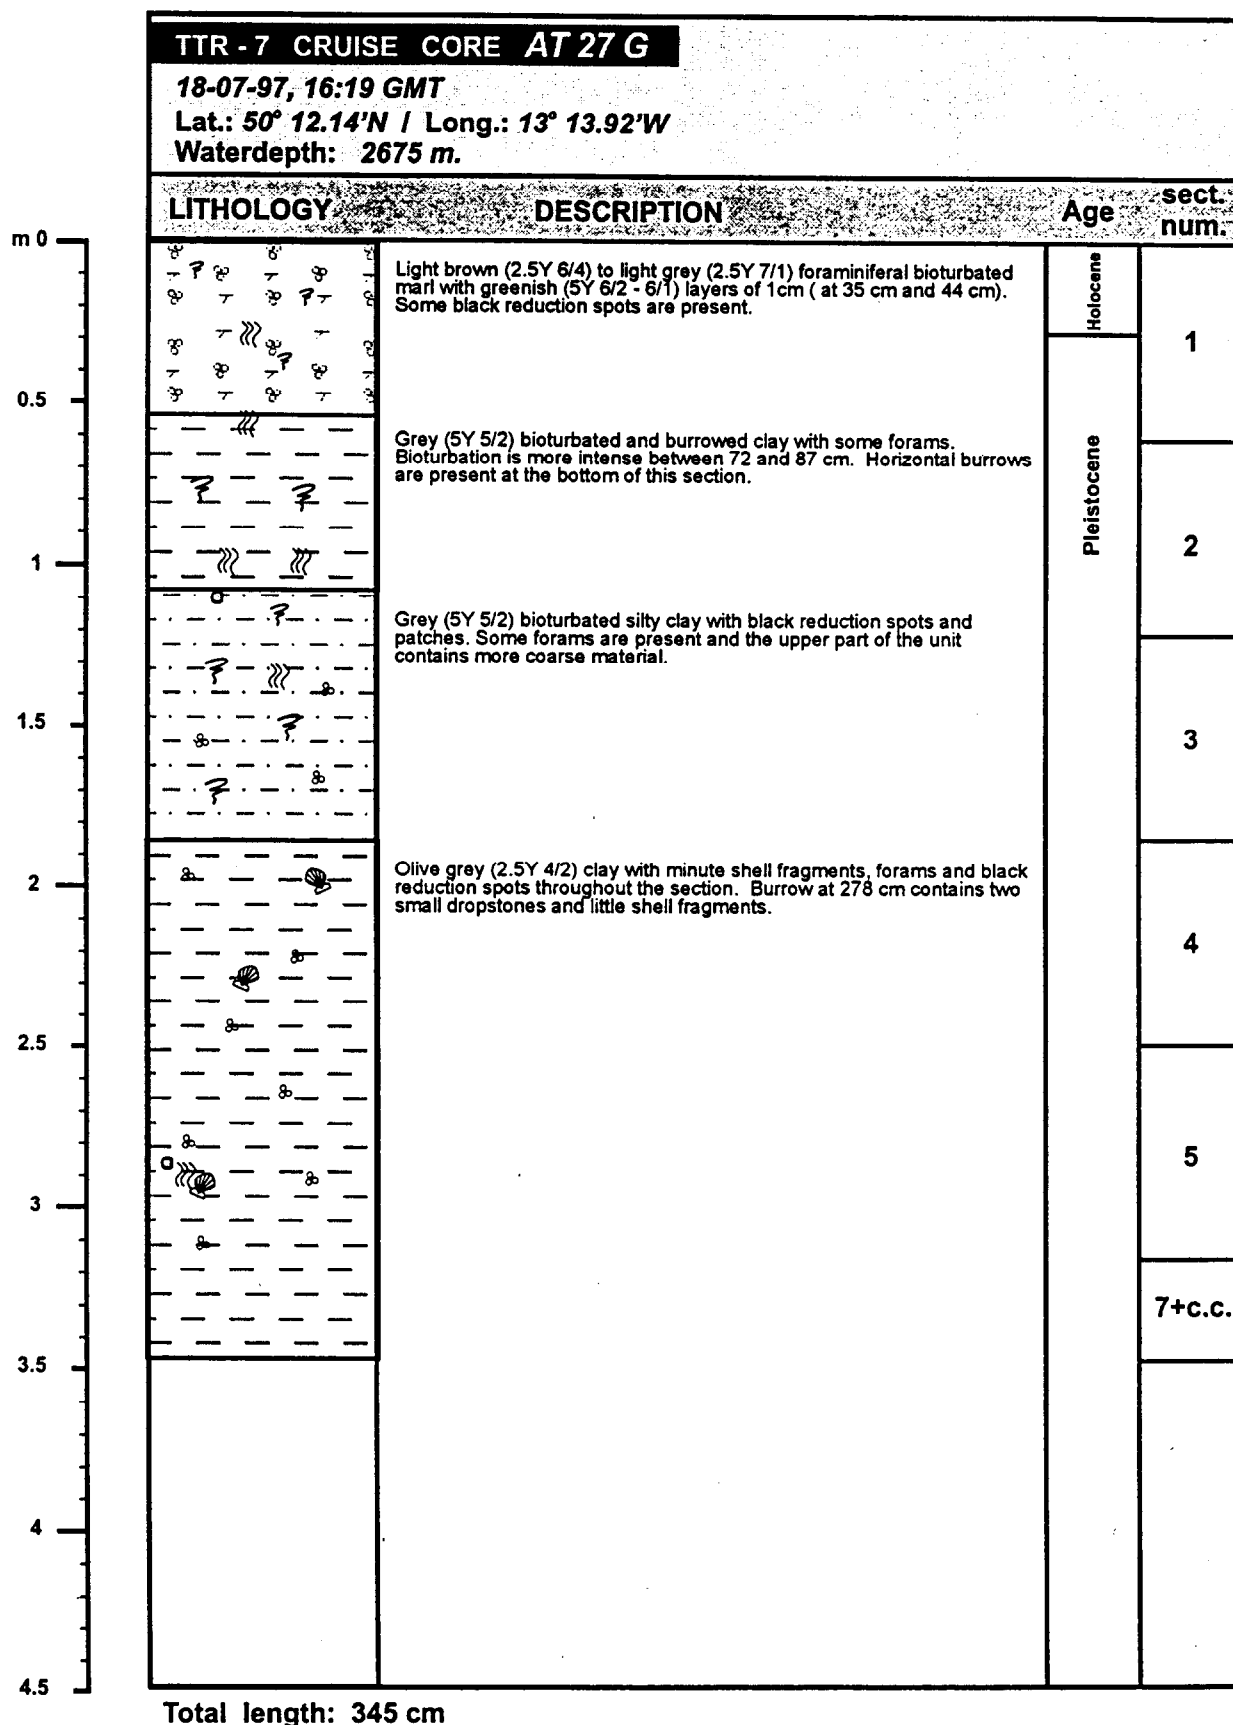 TTR - 7 CRUISE CORE AT 27 G
18-07-97, 16:19 GMT
Lat.: 50° 12.14'N / Long.: 13° 13.92'W
Waterdepth: 2675 m.
LITHOLOGY DESCRIPTION Age sect. num.
m 0
0.5
1
1.5
2
2.5
3
3.5
4
4.5
Light brown (2.5Y 6/4) to light grey (2.5Y 7/1) foraminiferal bioturbated
marl with greenish (5Y 6/2 - 6/1) layers of 1cm ( at 35 cm and 44 cm).
Some black reduction spots are present.
Grey (5Y 5/2) bioturbated and burrowed clay with some forams.
Bioturbation is more intense between 72 and 87 cm. Horizontal burrows
are present at the bottom of this section.
Grey (5Y 5/2) bioturbated silty clay with black reduction spots and
patches. Some forams are present and the upper part of the unit
contains more coarse material.
Olive grey (2.5Y 4/2) clay with minute shell fragments, forams and black
reduction spots throughout the section. Burrow at 278 cm contains two
small dropstones and little shell fragments.
Holocene
Pleistocene
1
2
3
4
5
7+c.c.
Total length: 345 cm